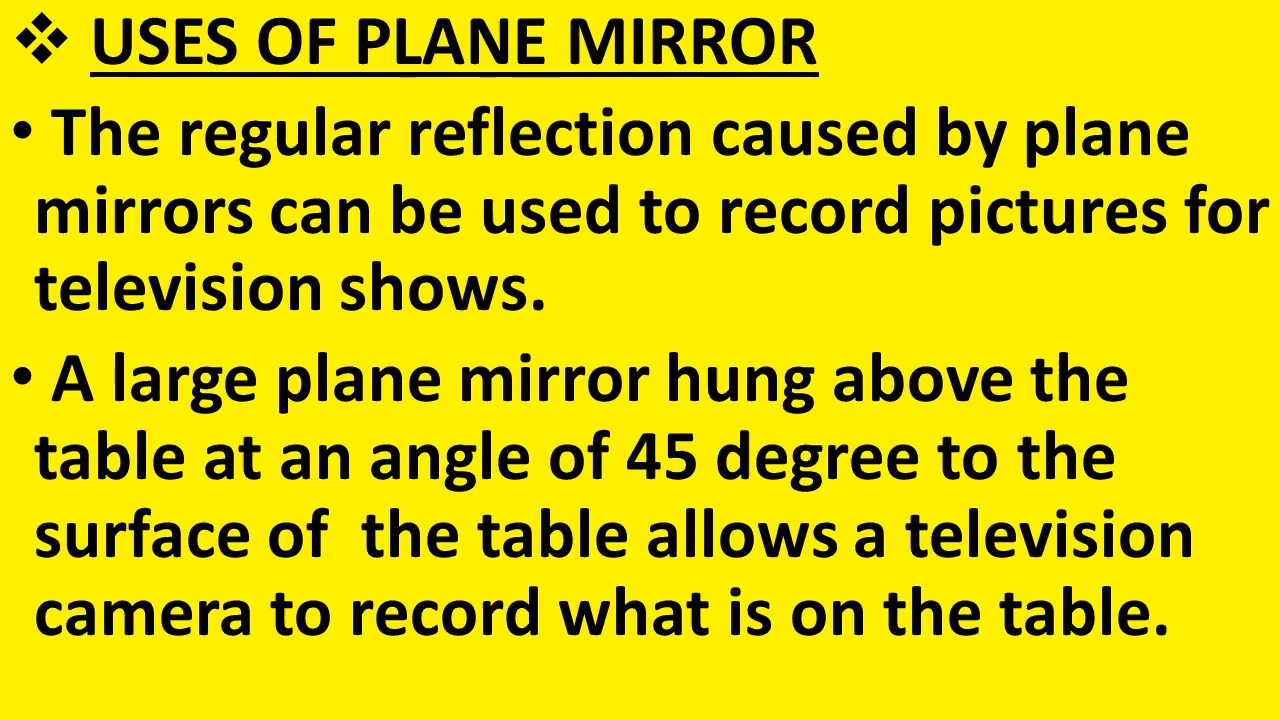 ❖ USES OF PLANE MIRROR
• The regular reflection caused by plane
mirrors can be used to record pictures for
television shows.
• A large plane mirror hung above the
table at an angle of 45 degree to the
surface of  the table allows a television
camera to record what is on the table.